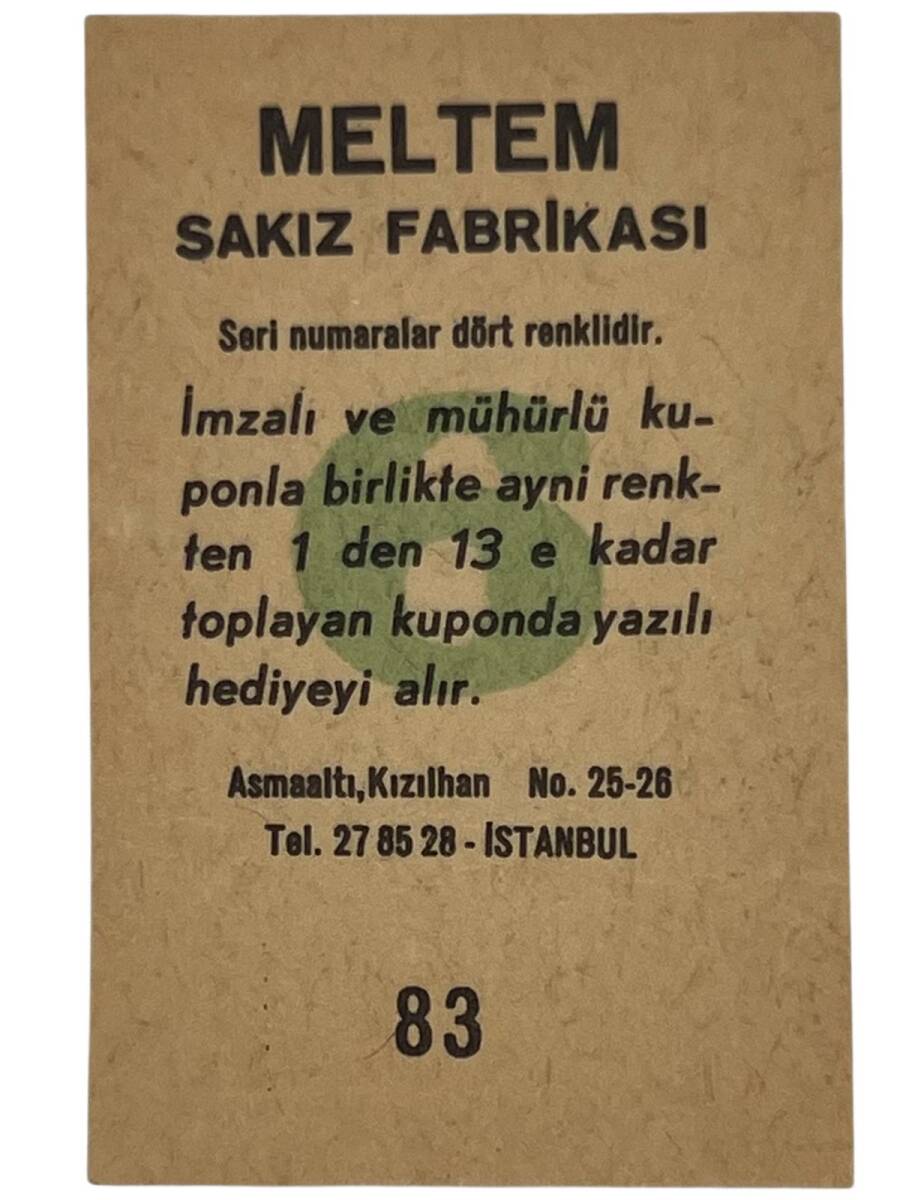 MELTEM
SAKIZ FABRİKASI
Seri numaralar dört renklidir.
İmzalı ve mühürlü ku-
ponla birlikte ayni renk-
ten 1 den 13 e kadar
toplayan kuponda yazılı
hediyeyi alır.
6
Asmaaltı,Kızılhan No. 25-26
Tel. 27 85 28 - İSTANBUL
83